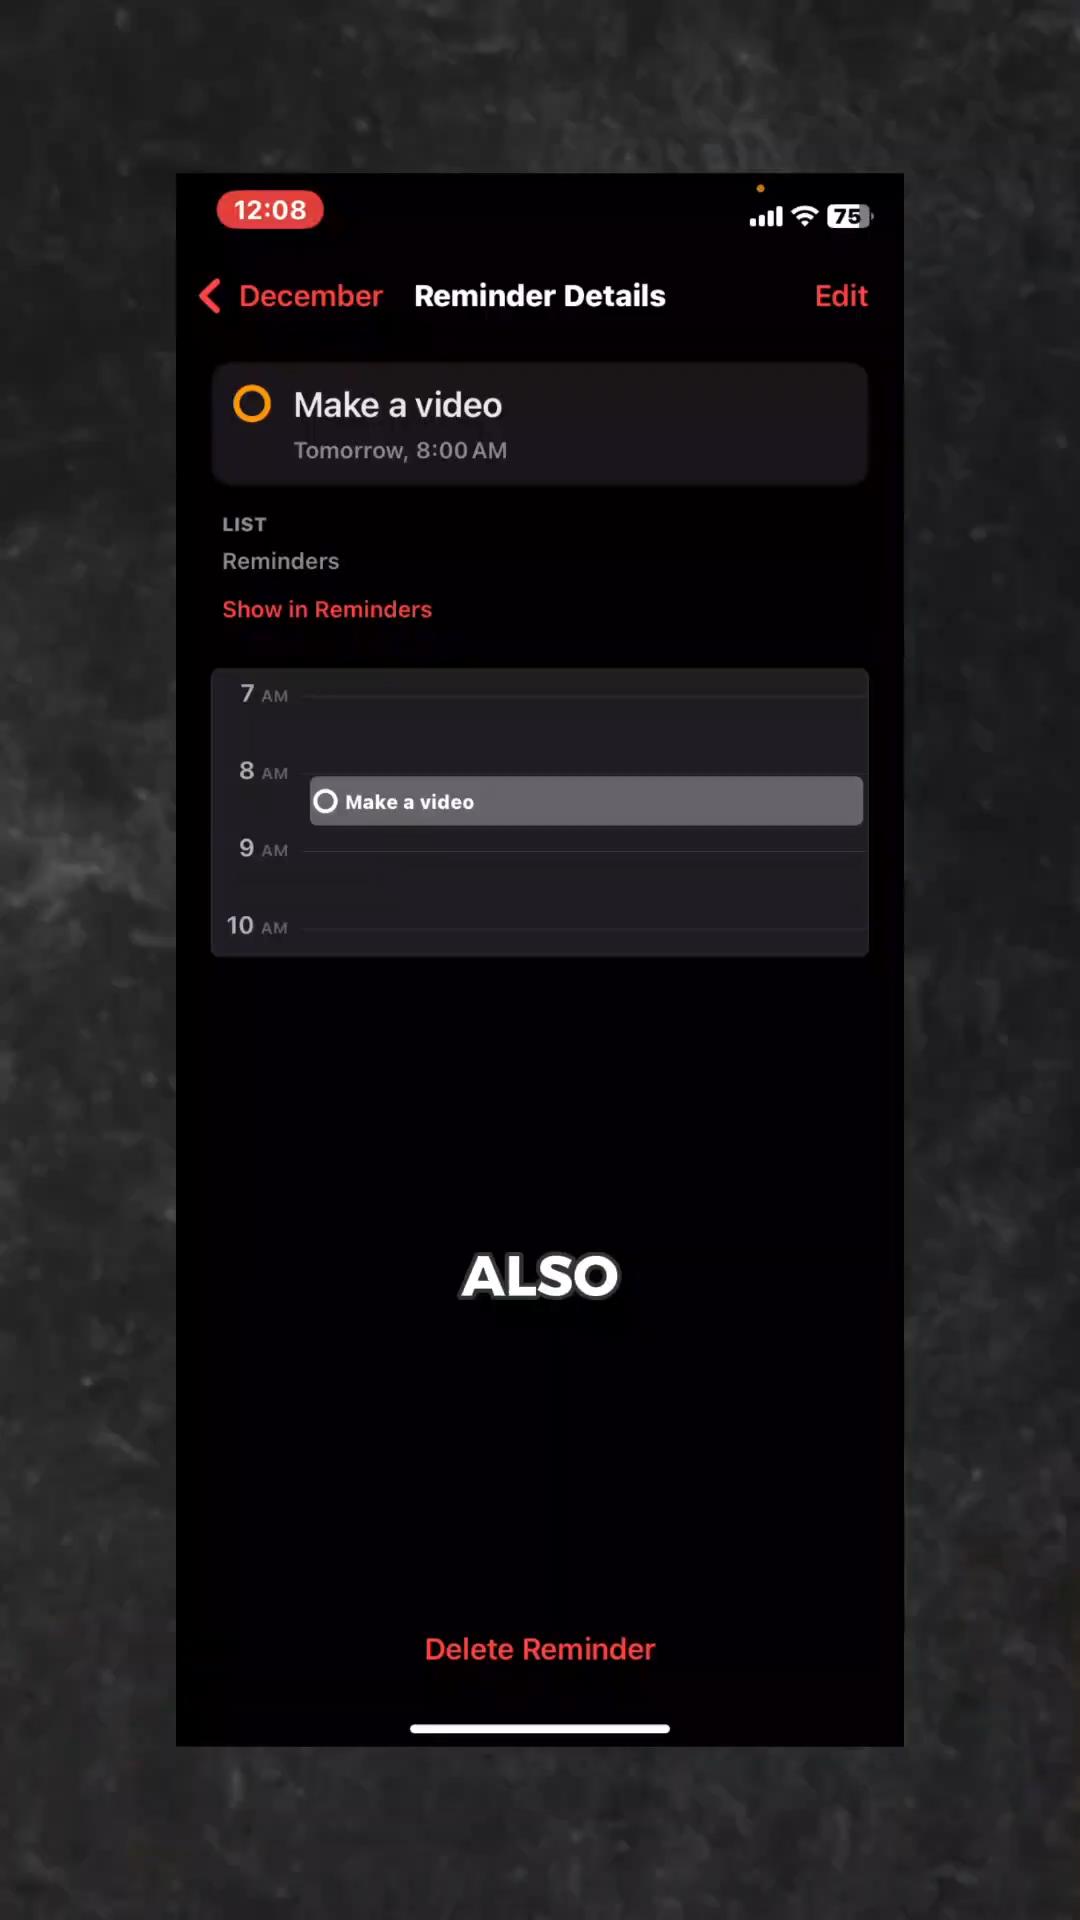 12:08
75
December
Reminder Details
Edit
Make a video
Tomorrow, 8:00 AM
LIST
Reminders
Show in Reminders
7 AM
8 AM
Make a video
9 AM
10 AM
ALSO
Delete Reminder